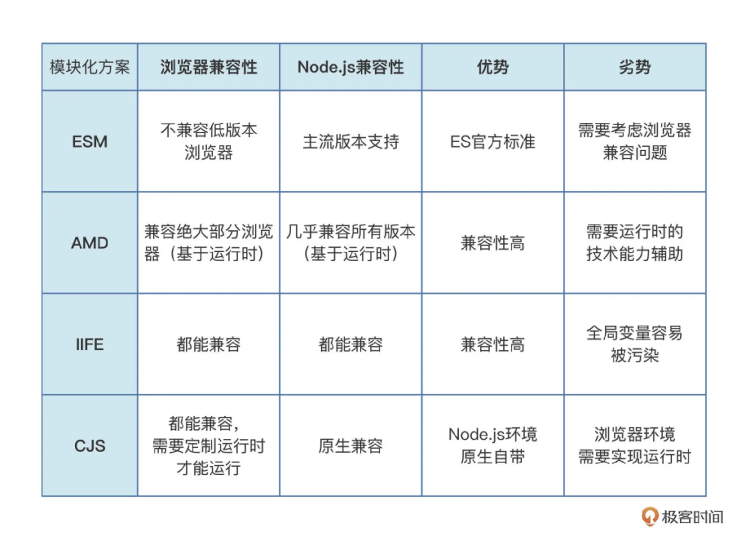 模块化方案
浏览器兼容性
Node.js兼容性
优势
劣势
ESM
不兼容低版本
浏览器
主流版本支持
ES官方标准
需要考虑浏览器
兼容问题
AMD
兼容绝大部分浏览
器（基于运行时）
几乎兼容所有版本
（基于运行时）
兼容性高
需要运行时的
技术能力辅助
IIFE
都能兼容
都能兼容
兼容性高
全局变量容易
被污染
CJS
都能兼容，
需要定制运行时
才能运行
原生兼容
Node.js环境
原生自带
浏览器环境
需要实现运行时
极客时间